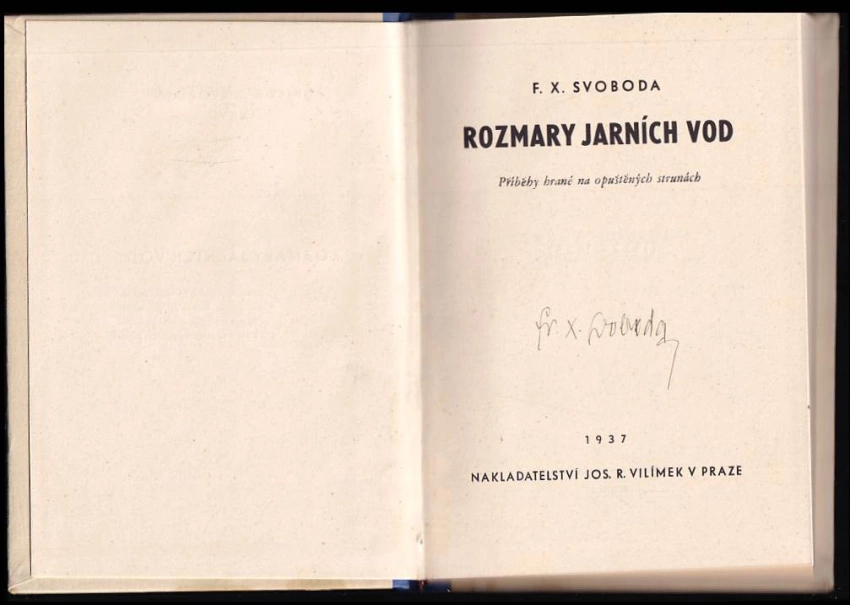 F. X. SVOBODA
ROZMARY JARNÍCH VOD
Příběhy hrané na opuštěných strunách
Fr. X. Svoboda
1937
NAKLADATELSTVÍ JOS. R. VILÍMEK V PRAZE